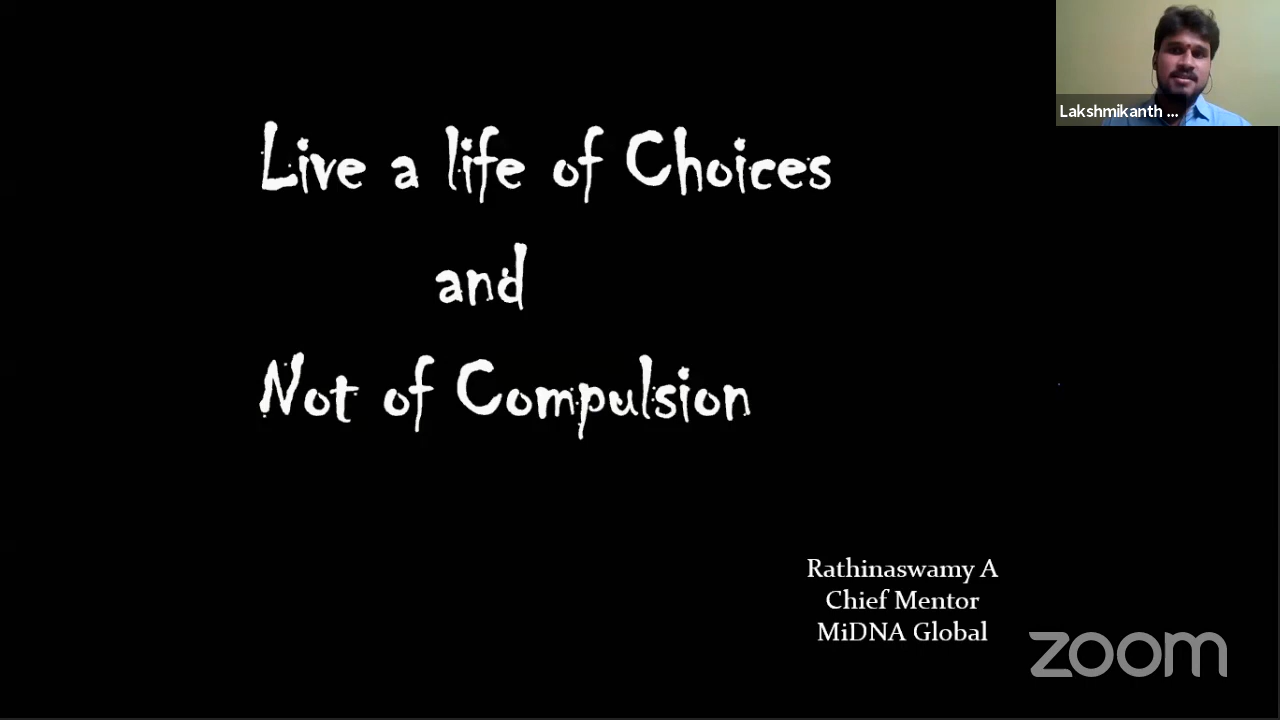 Lakshmikanth ...
Live a life of Choices
and
Not of Compulsion
Rathinaswamy A
Chief Mentor
MiDNA Global
zoom